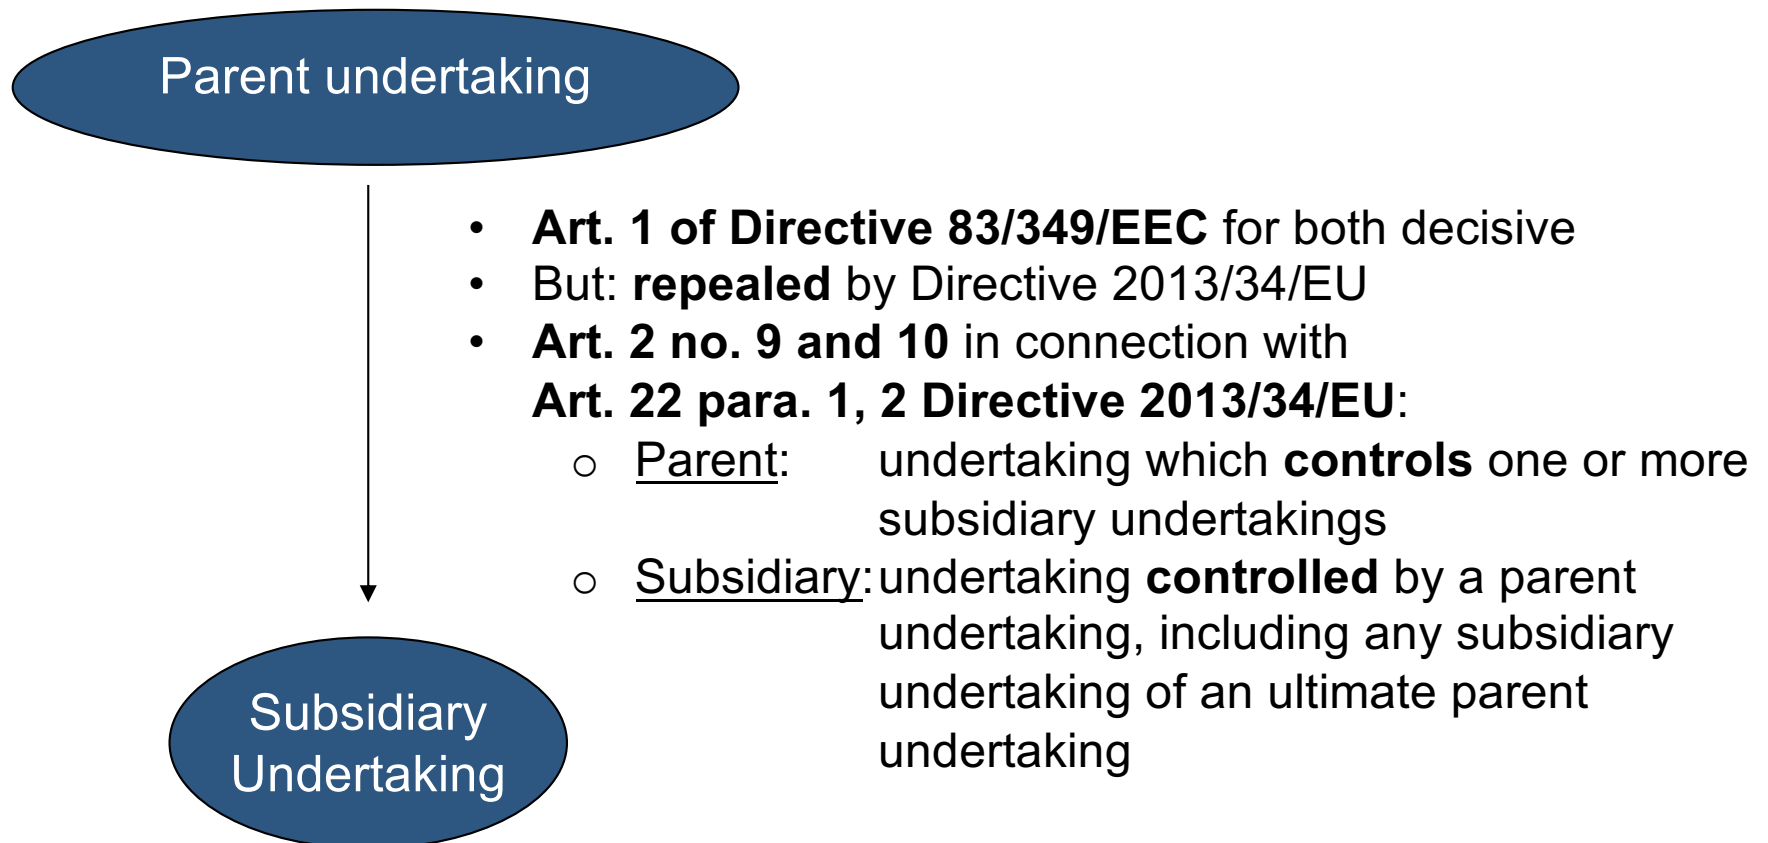 Parent undertaking
• Art. 1 of Directive 83/349/EEC for both decisive
• But: repealed by Directive 2013/34/EU
• Art. 2 no. 9 and 10 in connection with
Art. 22 para. 1, 2 Directive 2013/34/EU:
○ Parent: undertaking which controls one or more
subsidiary undertakings
○ Subsidiary: undertaking controlled by a parent
undertaking, including any subsidiary
undertaking of an ultimate parent
undertaking
Subsidiary
Undertaking